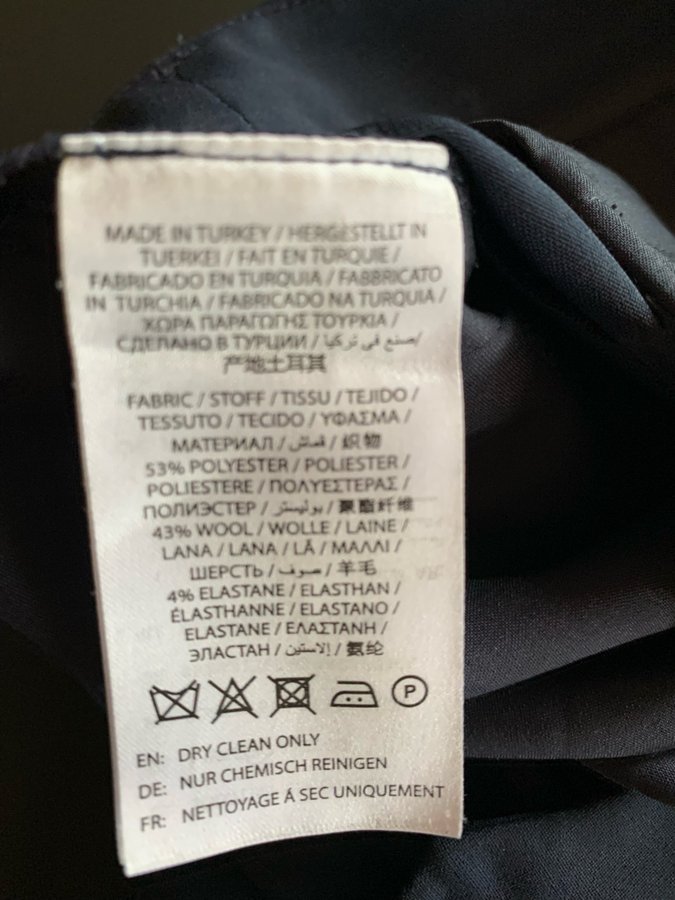 MADE IN TURKEY / HERGESTELLT IN
TUERKEI / FAIT EN TURQUIE /
FABRICADO EN TURQUIA / FABBRICATO
IN TURCHIA / FABRICADO NA TURQUIA /
ΧΩΡΑ ΠΑΡΑΓΩΓΗΣ ΤΟΥΡΚΙΑ /
СДЕЛАНО В ТУРЦИИ / صنع في تركيا /
产地土耳其
FABRIC / STOFF / TISSU / TEJIDO /
TESSUTO / TECIDO / ΥΦΑΣΜΑ /
МАТЕРИАЛ / قماش / 织物
53% POLYESTER / POLIESTER /
POLIESTERE / ΠΟΛΥΕΣΤΕΡΑΣ /
ПОЛИЭСТЕР / بوليستر / 聚酯纤维
43% WOOL / WOLLE / LAINE /
LANA / LANA / LÃ / ΜΑΛΛΙ /
ШЕРСТЬ / صوف / 羊毛
4% ELASTANE / ELASTHAN /
ÉLASTHANNE / ELASTANO /
ELASTANE / ΕΛΑΣΤΑΝΗ /
ЭЛАСТАН / إلاستين / 氨纶
P
EN: DRY CLEAN ONLY
DE: NUR CHEMISCH REINIGEN
FR: NETTOYAGE Á SEC UNIQUEMENT